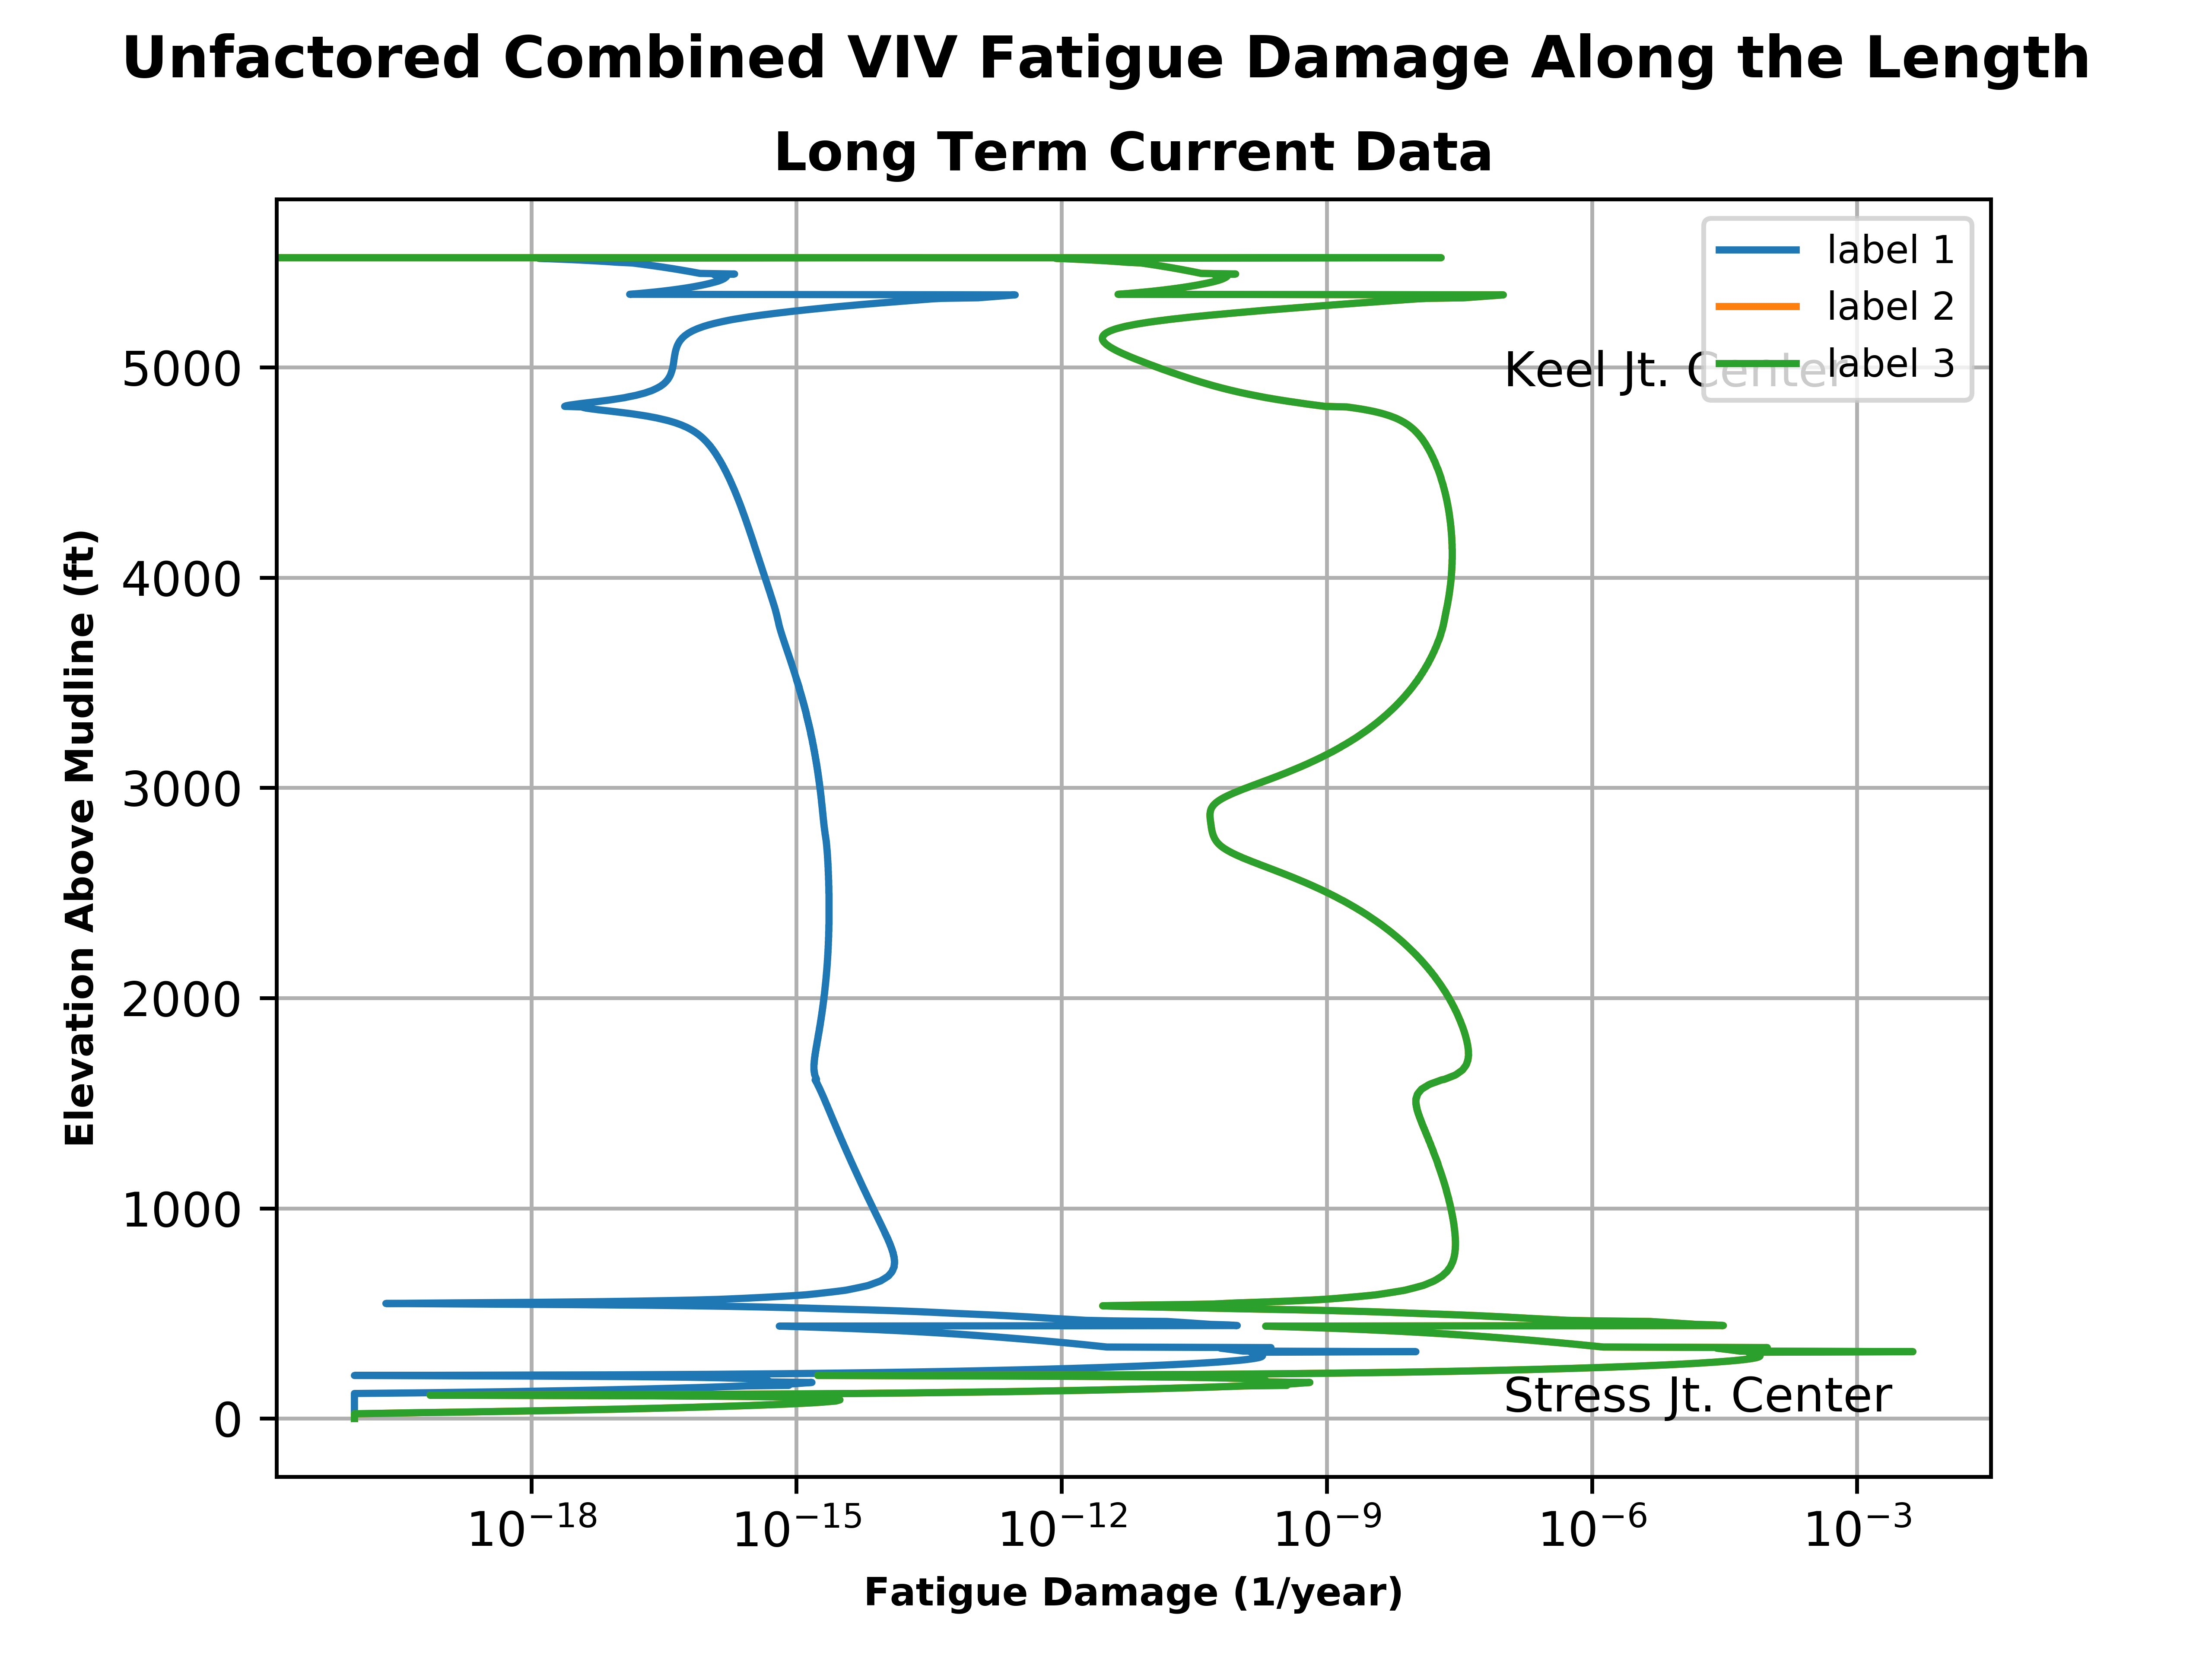 Unfactored Combined VIV Fatigue Damage Along the Length
Long Term Current Data
label 1
label 2
label 3
Keel Jt. Center
Stress Jt. Center
Elevation Above Mudline (ft)
5000
4000
3000
2000
1000
0
10⁻¹⁸ 10⁻¹⁵ 10⁻¹² 10⁻⁹ 10⁻⁶ 10⁻³
Fatigue Damage (1/year)